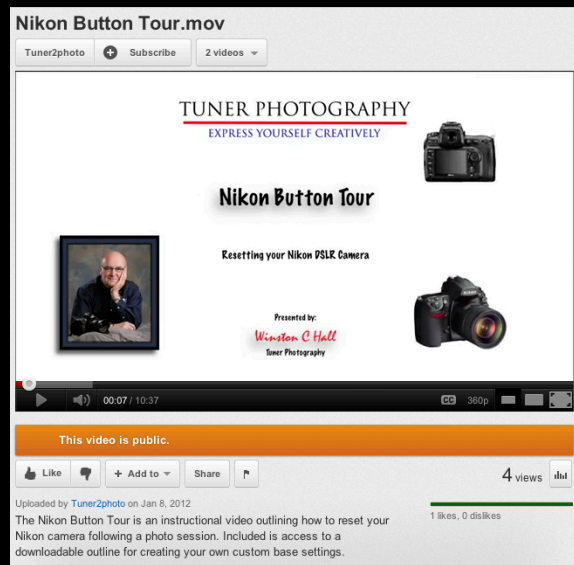 Nikon Button Tour.mov
Tuner2photo
Subscribe
2 videos
TUNER PHOTOGRAPHY
EXPRESS YOURSELF CREATIVELY
Nikon Button Tour
Resetting your Nikon DSLR Camera
Presented by:
Winston C Hall
Tuner Photography
00:07 / 10:37
CC
360p
This video is public.
Like
+ Add to
Share
4 views
Uploaded by Tuner2photo on Jan 8, 2012
1 likes, 0 dislikes
The Nikon Button Tour is an instructional video outlining how to reset your
Nikon camera following a photo session. Included is access to a
downloadable outline for creating your own custom base settings.